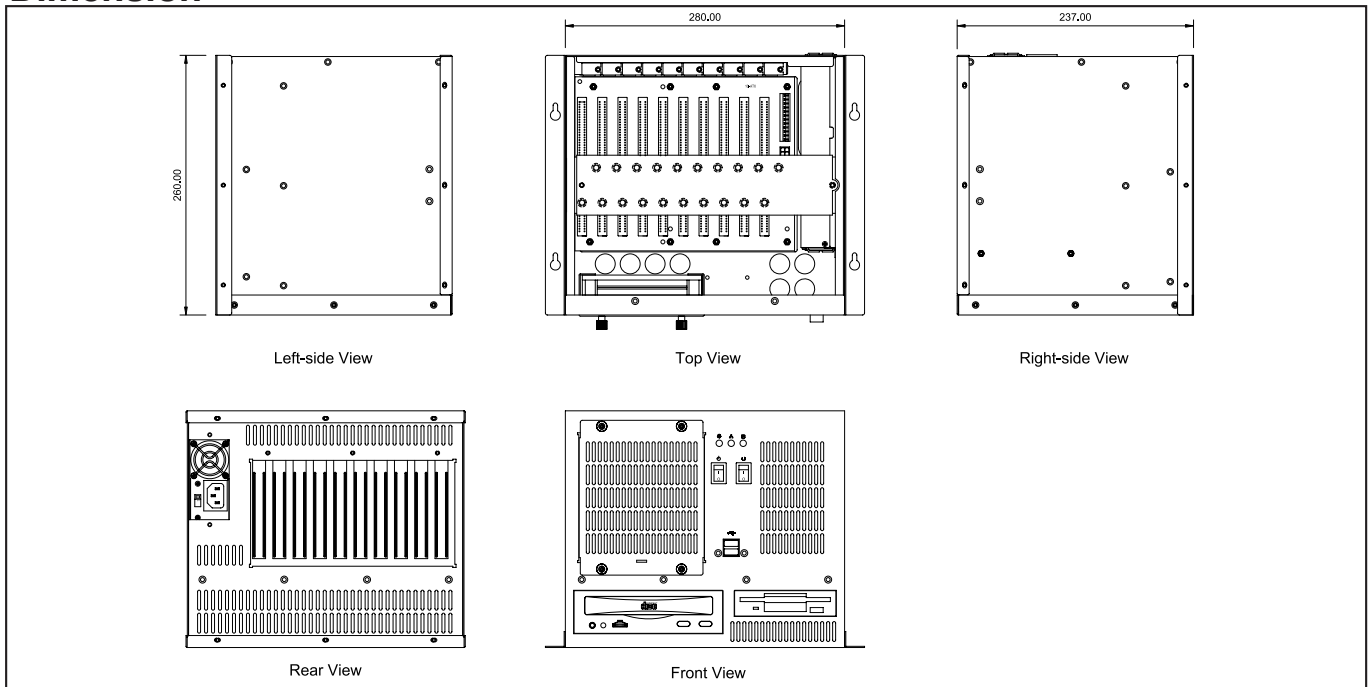 Dimension
280.00
237.00
260.00
Left-side View
Top View
Right-side View
Rear View
Front View